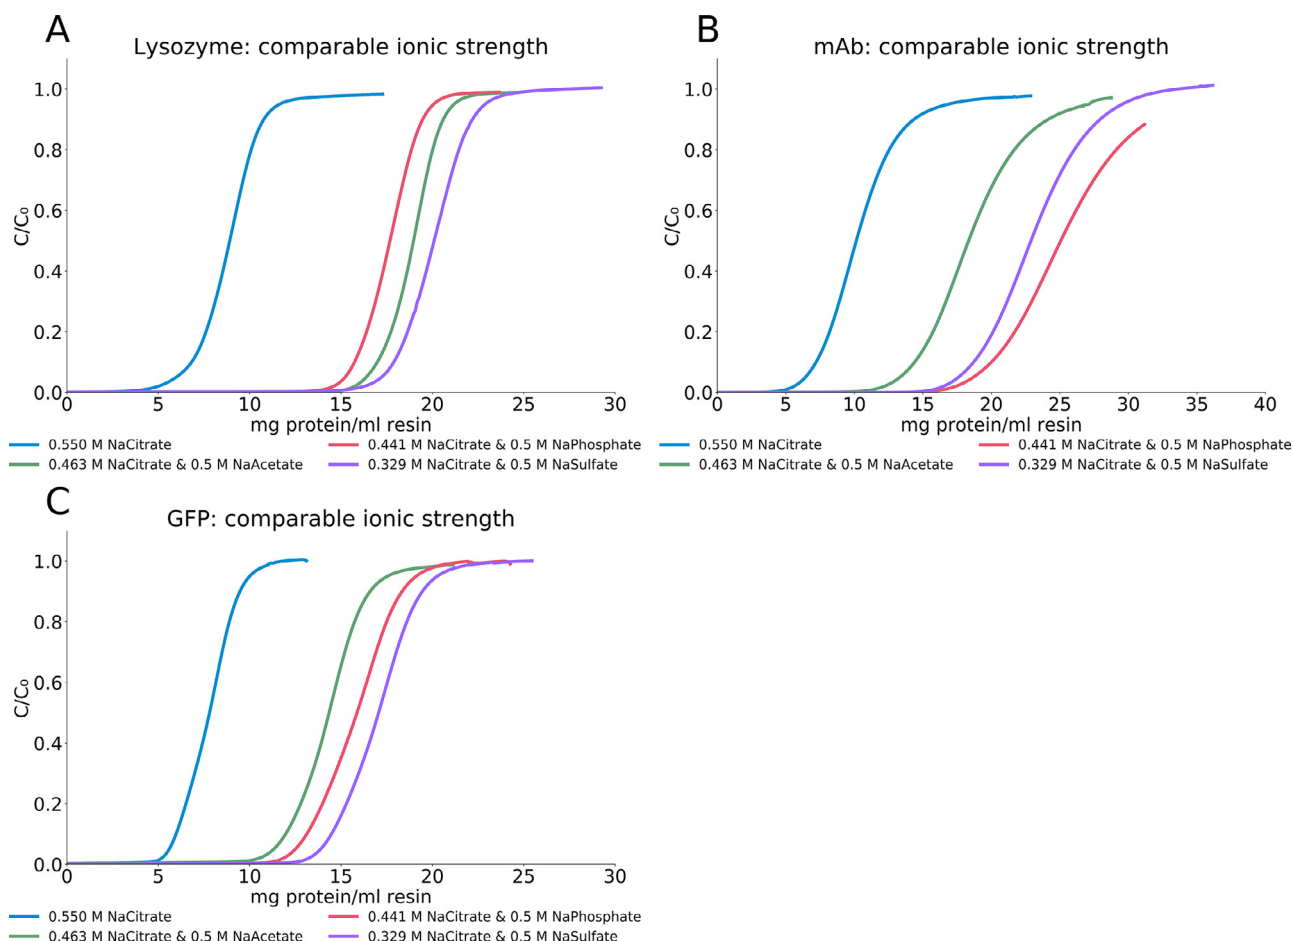 A
Lysozyme: comparable ionic strength
1.0
0.8
0.6
0.4
0.2
0.0
C/C₀
0 5 10 15 20 25 30
mg protein/ml resin
0.550 M NaCitrate
0.441 M NaCitrate & 0.5 M NaPhosphate
0.463 M NaCitrate & 0.5 M NaAcetate
0.329 M NaCitrate & 0.5 M NaSulfate
B
mAb: comparable ionic strength
1.0
0.8
0.6
0.4
0.2
0.0
C/C₀
0 5 10 15 20 25 30 35 40
mg protein/ml resin
0.550 M NaCitrate
0.441 M NaCitrate & 0.5 M NaPhosphate
0.463 M NaCitrate & 0.5 M NaAcetate
0.329 M NaCitrate & 0.5 M NaSulfate
C
GFP: comparable ionic strength
1.0
0.8
0.6
0.4
0.2
0.0
C/C₀
0 5 10 15 20 25 30
mg protein/ml resin
0.550 M NaCitrate
0.441 M NaCitrate & 0.5 M NaPhosphate
0.463 M NaCitrate & 0.5 M NaAcetate
0.329 M NaCitrate & 0.5 M NaSulfate